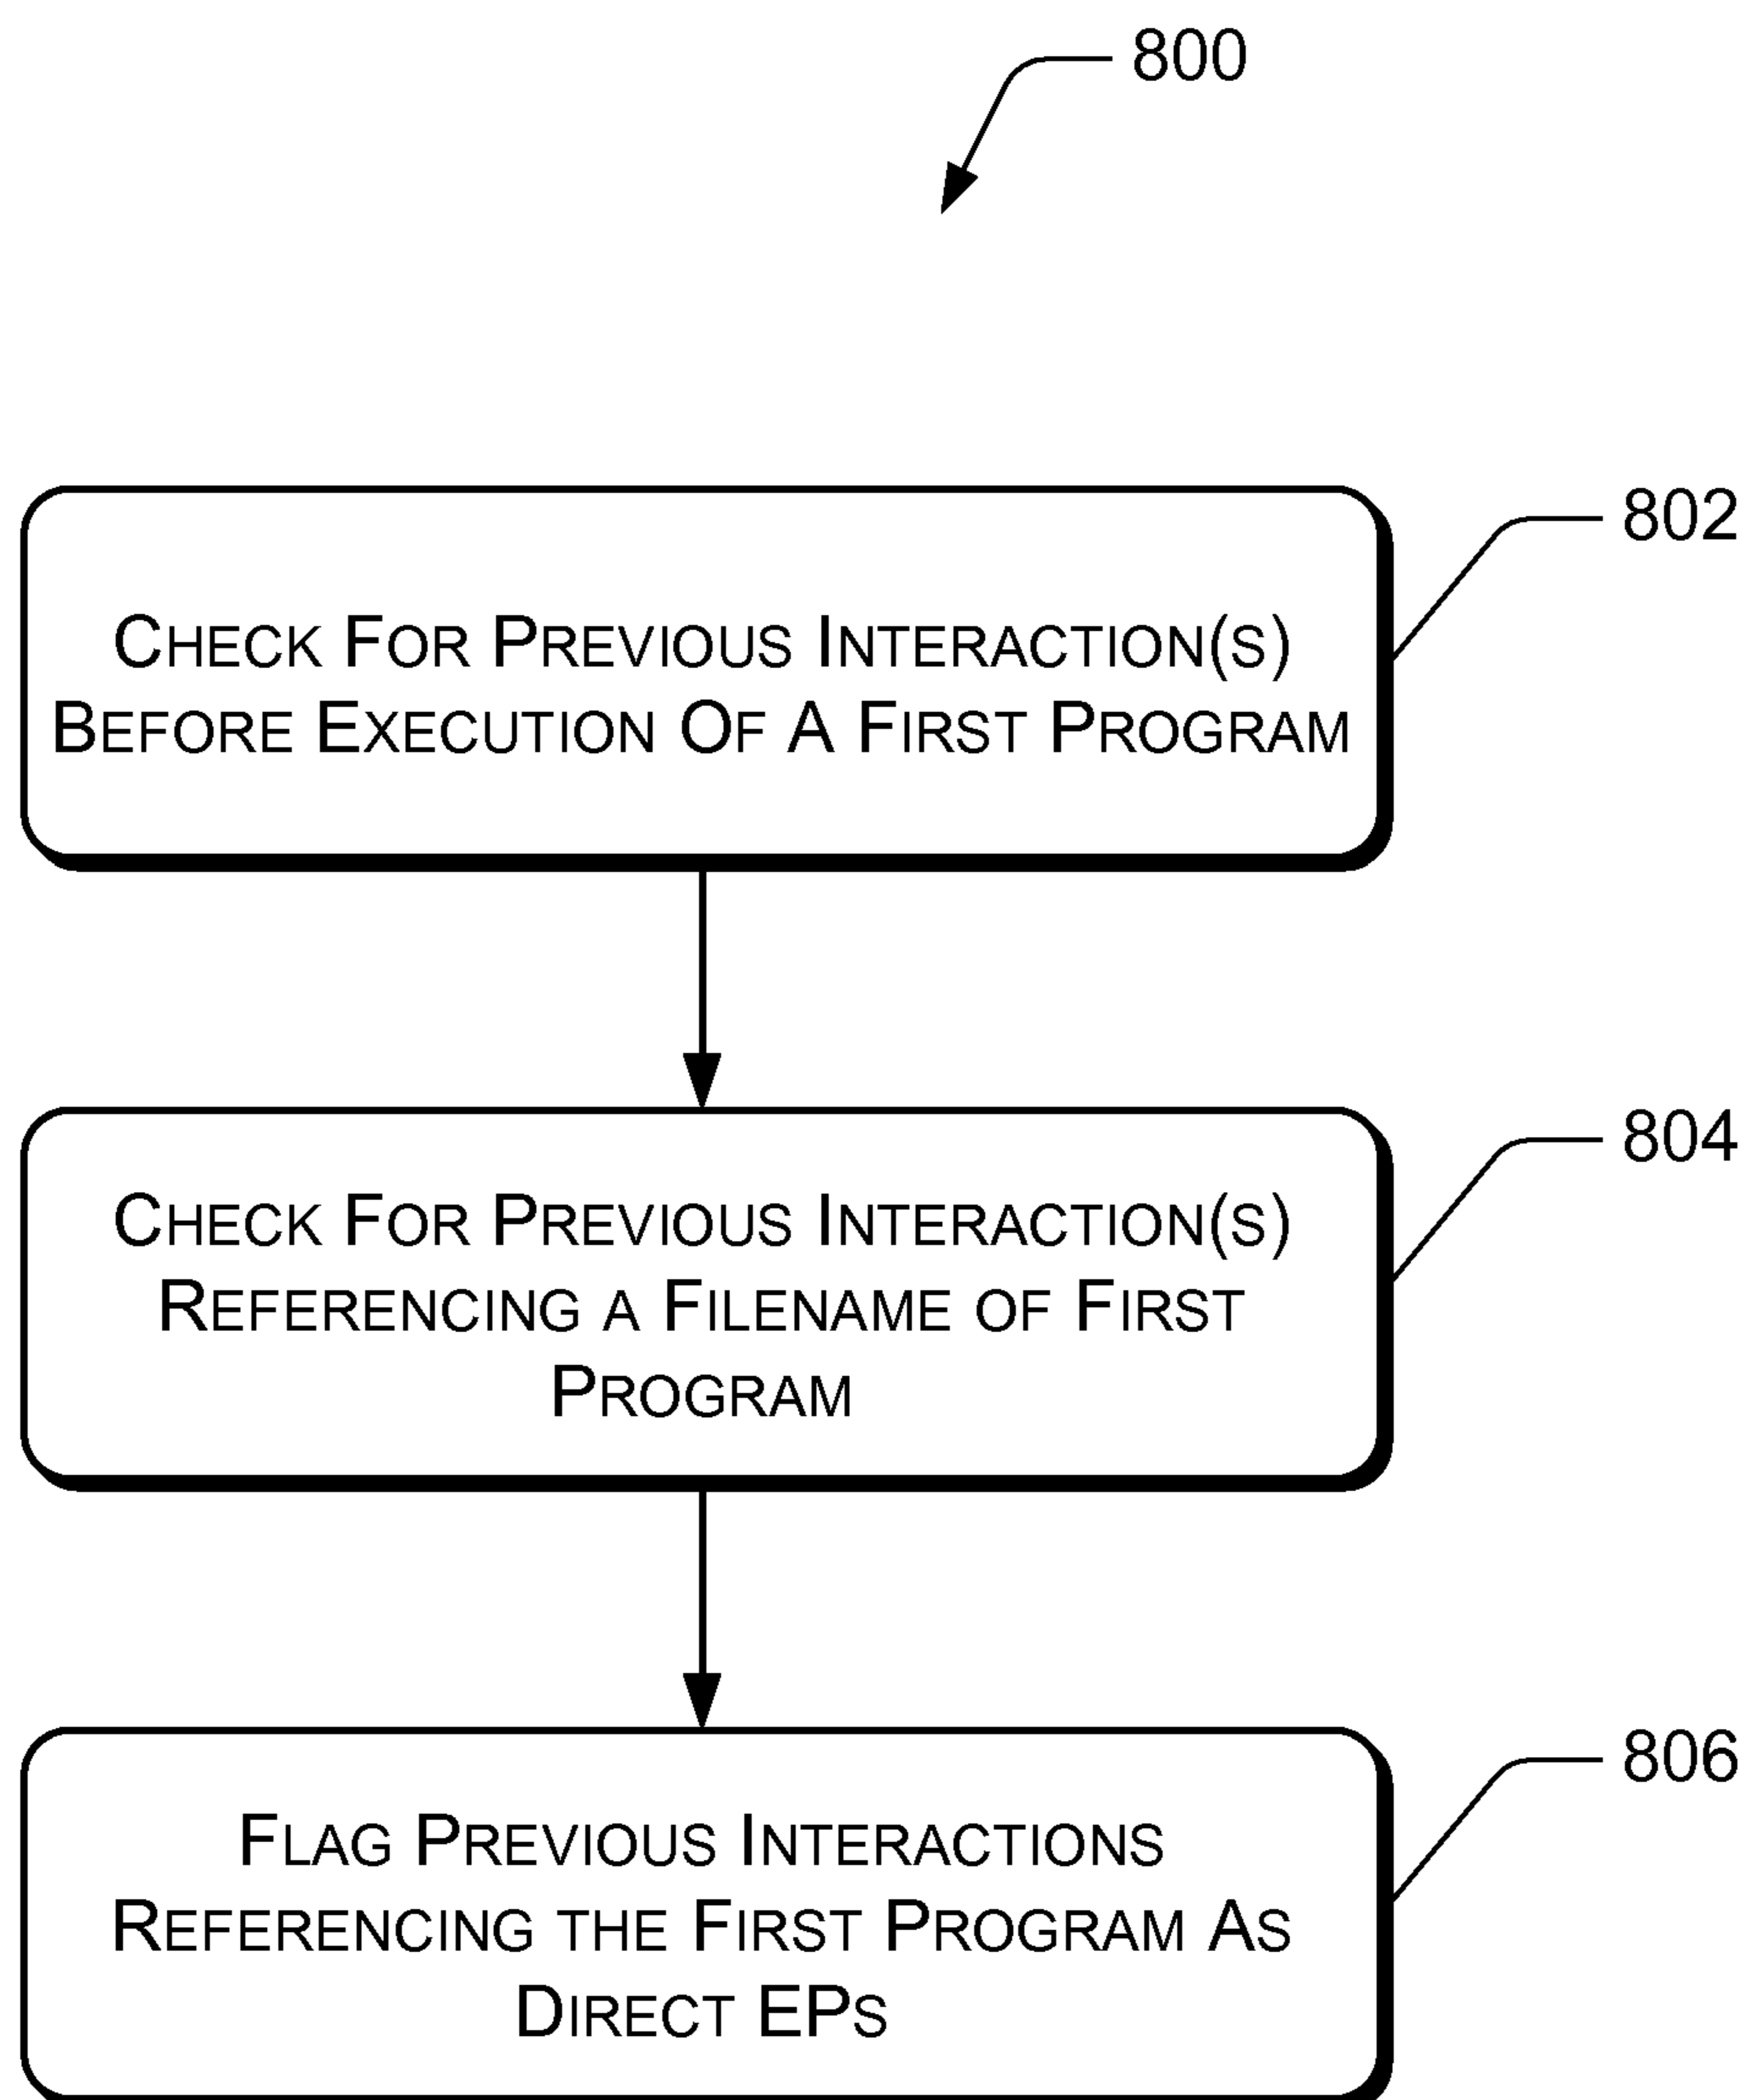 800
802
Check For Previous Interaction(s)
Before Execution Of A First Program
804
Check For Previous Interaction(s)
Referencing a Filename of First
Program
806
Flag Previous Interactions
Referencing the First Program As
Direct EPs